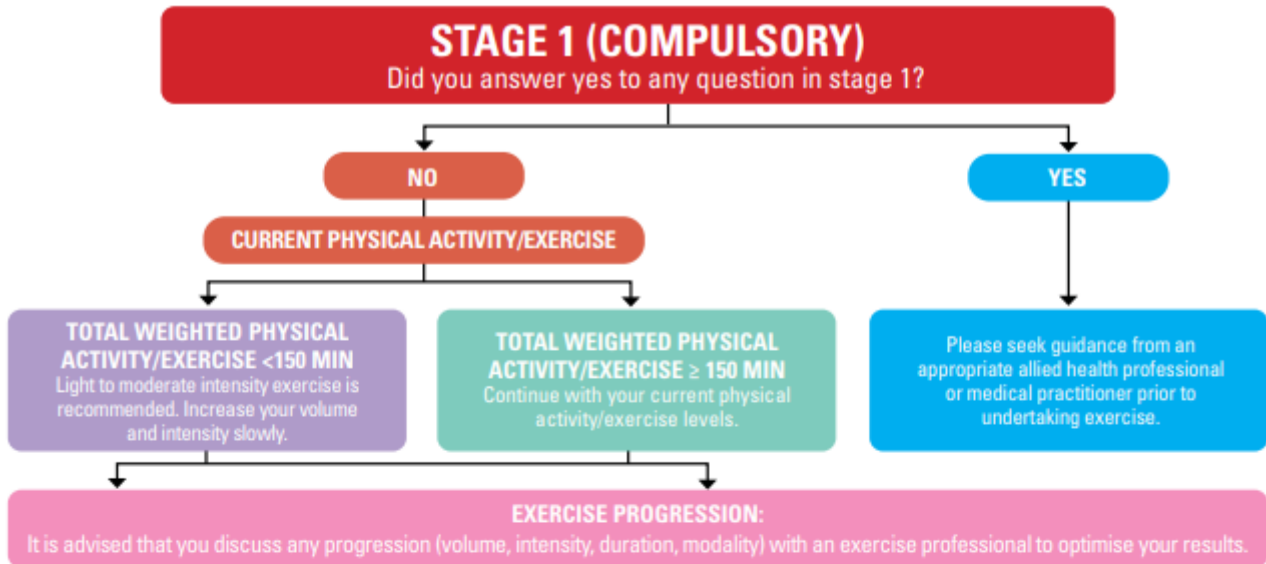 STAGE 1 (COMPULSORY)
Did you answer yes to any question in stage 1?
NO
YES
CURRENT PHYSICAL ACTIVITY/EXERCISE
TOTAL WEIGHTED PHYSICAL
ACTIVITY/EXERCISE <150 MIN
Light to moderate intensity exercise is
recommended. Increase your volume
and intensity slowly.
TOTAL WEIGHTED PHYSICAL
ACTIVITY/EXERCISE ≥ 150 MIN
Continue with your current physical
activity/exercise levels.
Please seek guidance from an
appropriate allied health professional
or medical practitioner prior to
undertaking exercise.
EXERCISE PROGRESSION:
It is advised that you discuss any progression (volume, intensity, duration, modality) with an exercise professional to optimise your results.